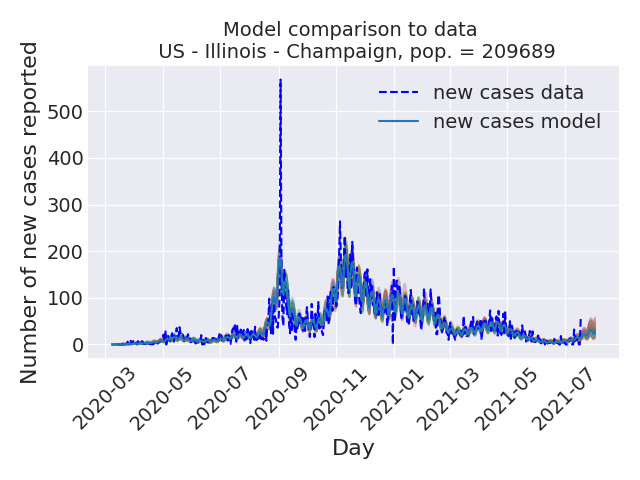 Model comparison to data
US - Illinois - Champaign, pop. = 209689
Number of new cases reported
500
400
300
200
100
0
new cases data
new cases model
2020-03
2020-05
2020-07
2020-09
2020-11
2021-01
2021-03
2021-05
2021-07
Day